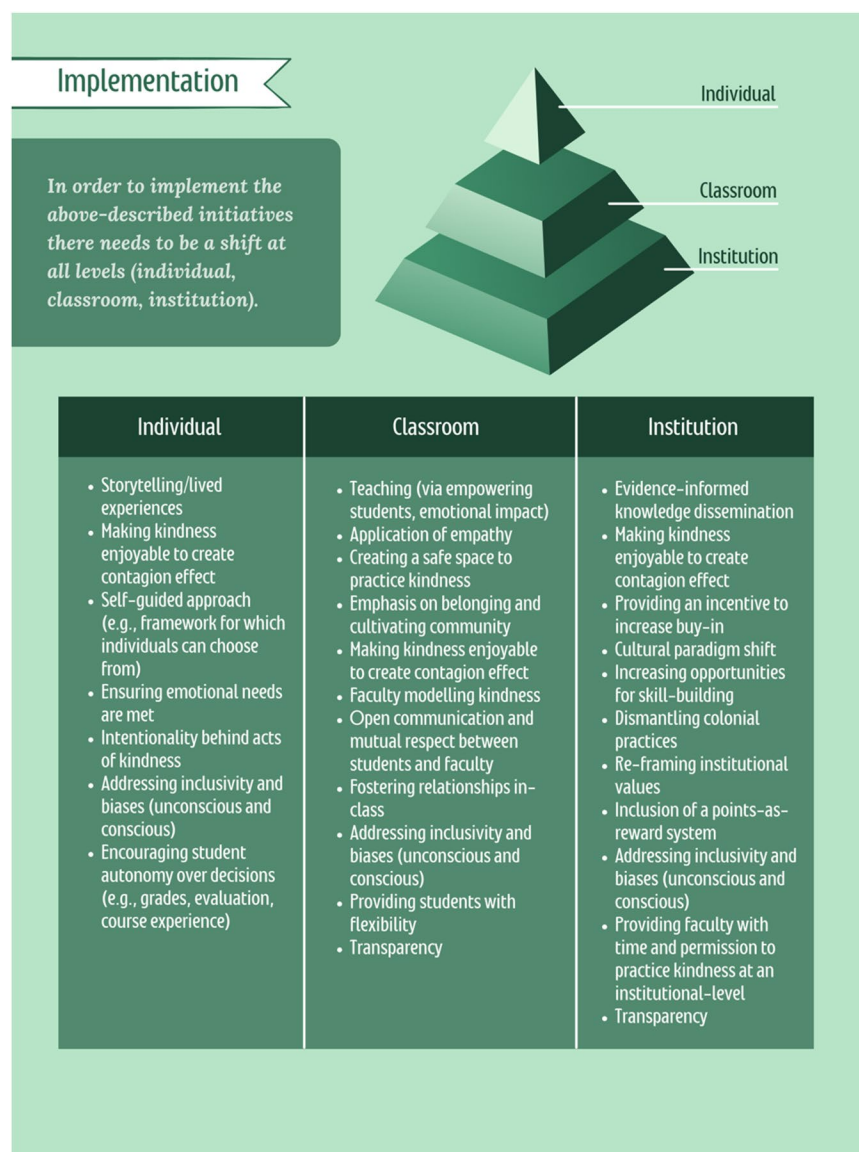 Implementation
In order to implement the
above-described initiatives
there needs to be a shift at
all levels (individual,
classroom, institution).
Individual
Classroom
Institution
Individual
• Storytelling/lived
experiences
• Making kindness
enjoyable to create
contagion effect
• Self-guided approach
(e.g., framework for which
individuals can choose
from)
• Ensuring emotional needs
are met
• Intentionality behind acts
of kindness
• Addressing inclusivity and
biases (unconscious and
conscious)
• Encouraging student
autonomy over decisions
(e.g., grades, evaluation,
course experience)
Classroom
• Teaching (via empowering
students, emotional impact)
• Application of empathy
• Creating a safe space to
practice kindness
• Emphasis on belonging and
cultivating community
• Making kindness enjoyable
to create contagion effect
• Faculty modelling kindness
• Open communication and
mutual respect between
students and faculty
• Fostering relationships in-
class
• Addressing inclusivity and
biases (unconscious and
conscious)
• Providing students with
flexibility
• Transparency
Institution
• Evidence-informed
knowledge dissemination
• Making kindness
enjoyable to create
contagion effect
• Providing an incentive to
increase buy-in
• Cultural paradigm shift
• Increasing opportunities
for skill-building
• Dismantling colonial
practices
• Re-framing institutional
values
• Inclusion of a points-as-
reward system
• Addressing inclusivity and
biases (unconscious and
conscious)
• Providing faculty with
time and permission to
practice kindness at an
institutional-level
• Transparency